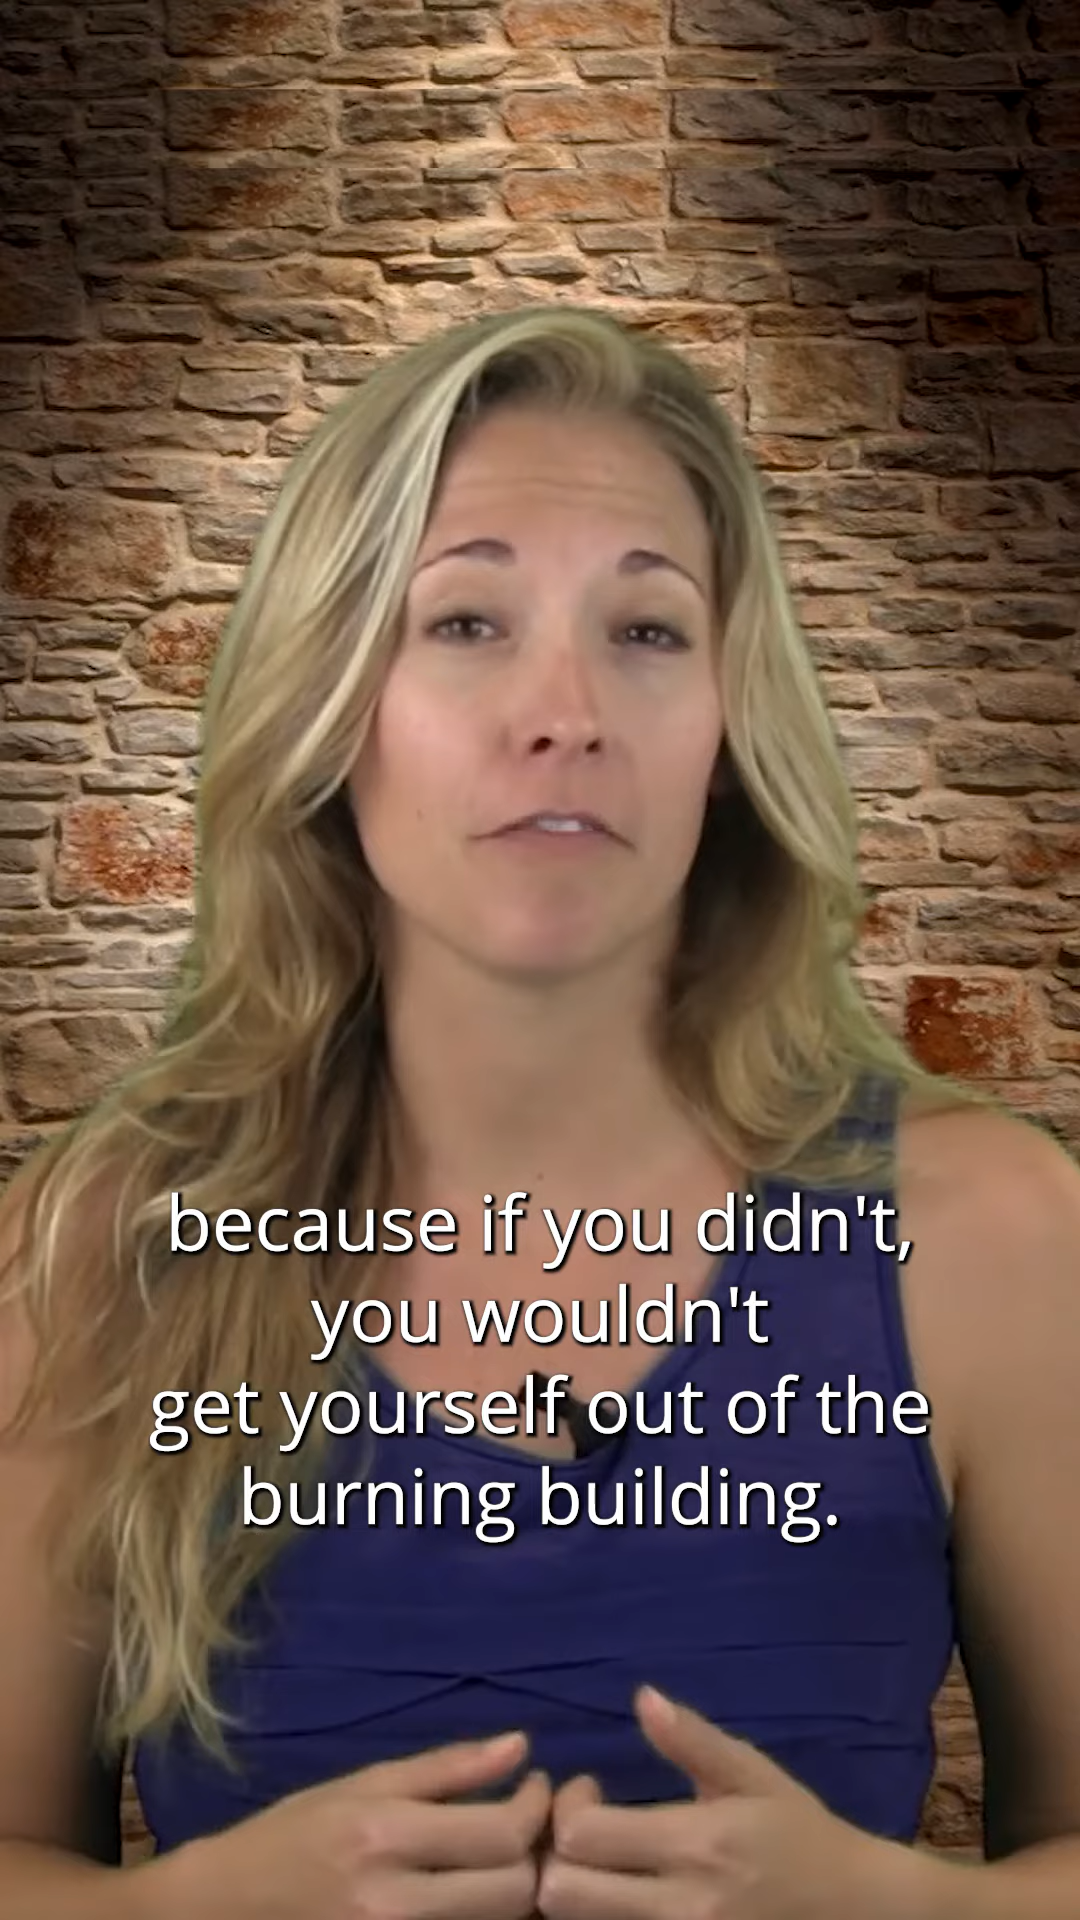 because if you didn't,
you wouldn't
get yourself out of the
burning building.